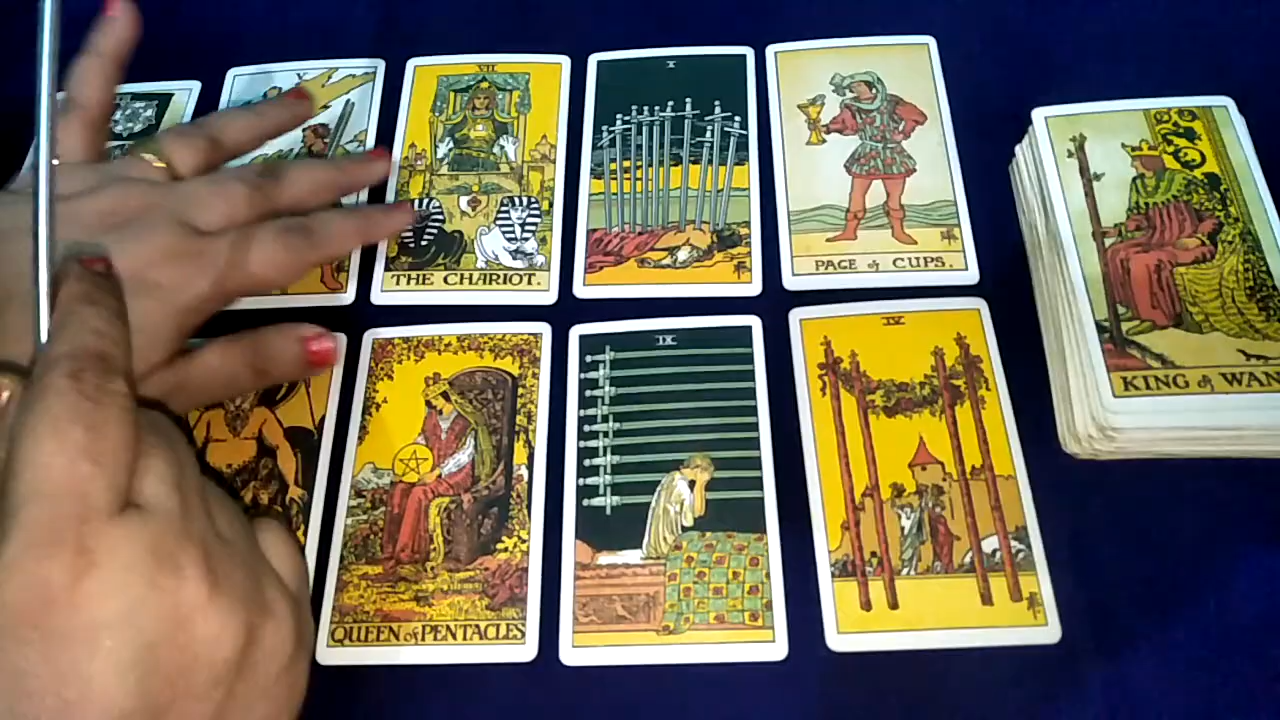 V
VII
THE CHARIOT.
X
PAGE of CUPS.
KING of WAN
QUEEN of PENTACLES
IX
IV